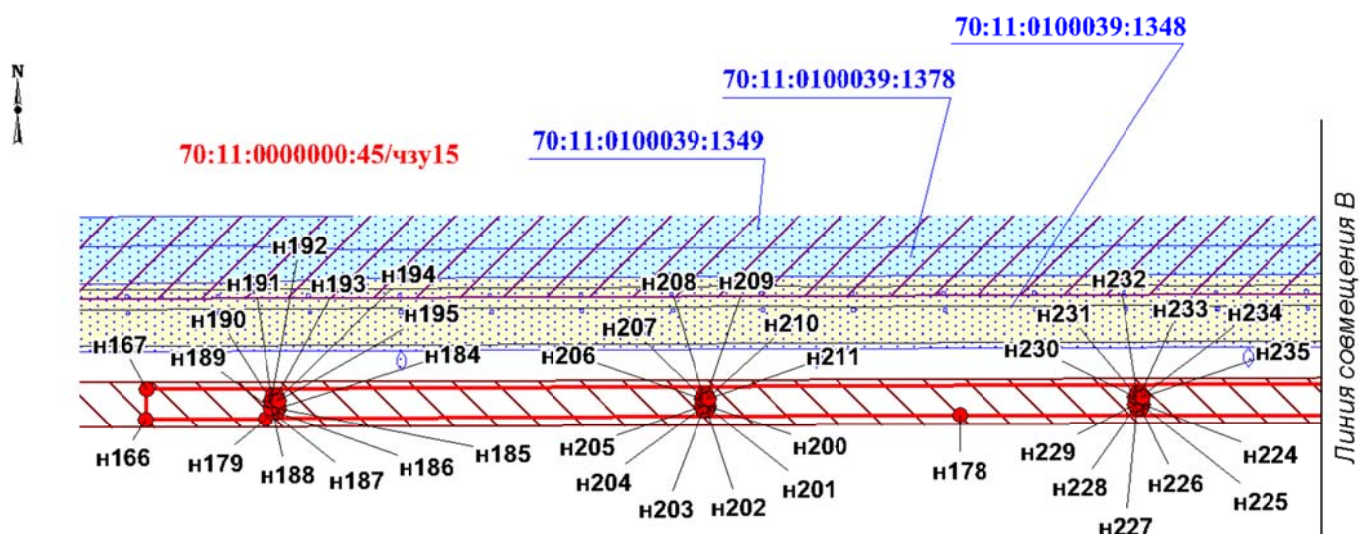 70:11:0100039:1348
N
70:11:0100039:1378
70:11:0100039:1349
70:11:0000000:45/чзу15
Линия совмещения В
н192
н191
н193
н194
н208
н209
н232
н190
н195
н207
н210
н231
н233
н234
н167
н189
н184
н206
н211
н230
н235
н166
н179
н188
н187
н186
н185
н205
н204
н203
н202
н201
н200
н178
н229
н228
н227
н226
н225
н224